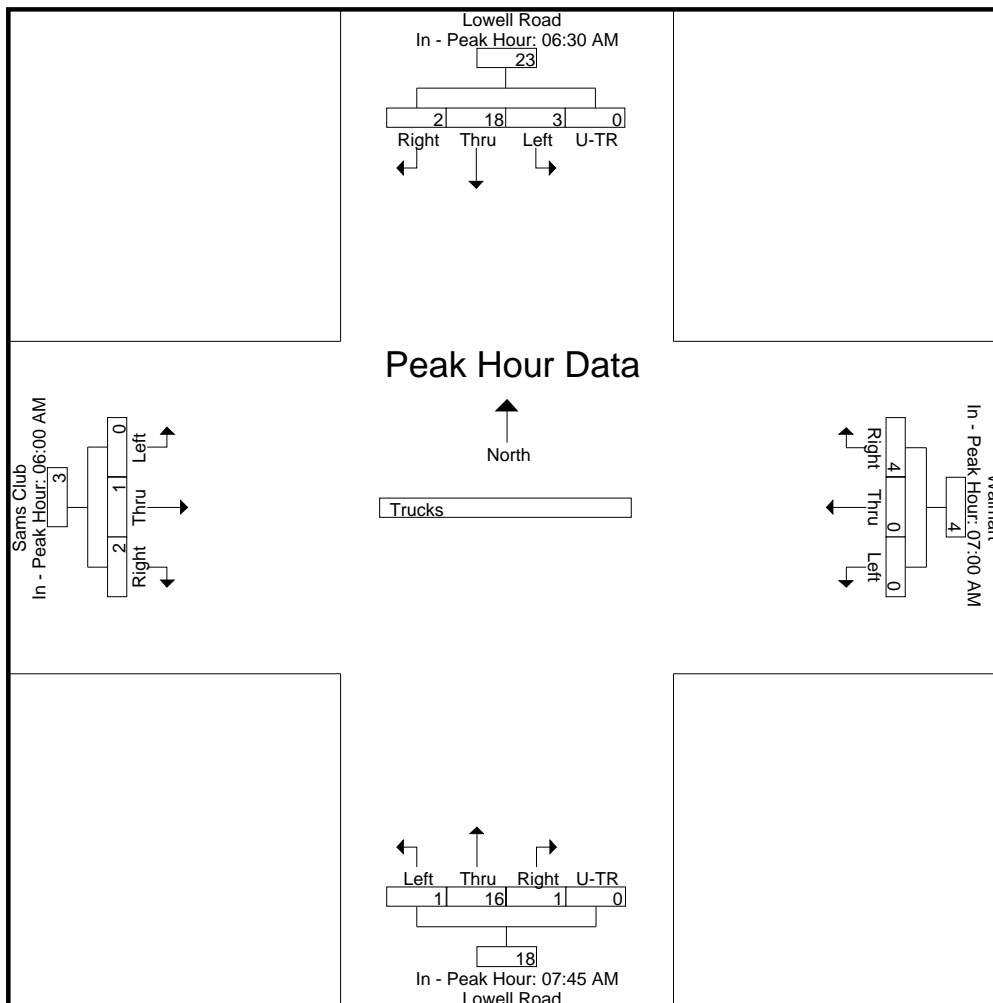 Lowell Road
In - Peak Hour: 06:30 AM
23
2 18 3 0
Right Thru Left U-TR
Peak Hour Data
North
Trucks
Sams Club
In - Peak Hour: 06:00 AM
3
0 1 2
Left Thru Right
Walmart
In - Peak Hour: 07:00 AM
4
4 0 0
Right Thru Left
Left Thru Right U-TR
1 16 1 0
18
In - Peak Hour: 07:45 AM
Lowell Road